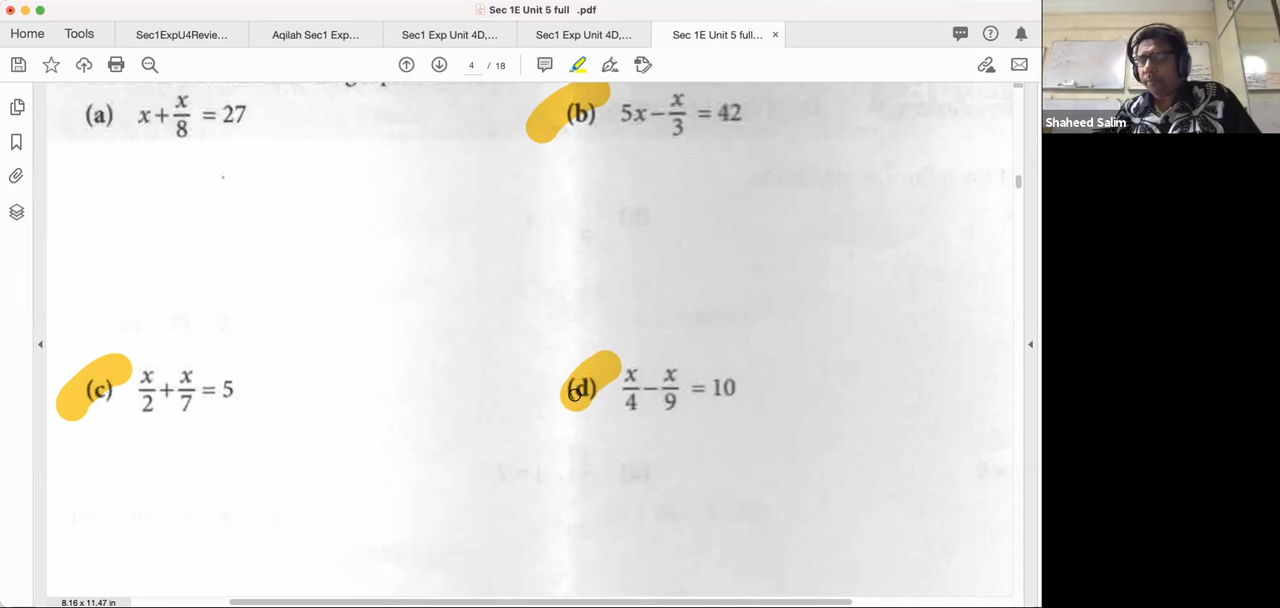 Sec 1E Unit 5 full .pdf
Home Tools Sec1ExpU4Revie... Aqilah Sec1 Exp... Sec1 Exp Unit 4D,... Sec1 Exp Unit 4D,... Sec 1E Unit 5 full... ×
4 / 18
(a) x + x/8 = 27
(b) 5x − x/3 = 42
(c) x/2 + x/7 = 5
(d) x/4 − x/9 = 10
8.16 x 11.47 in
Shaheed Salim